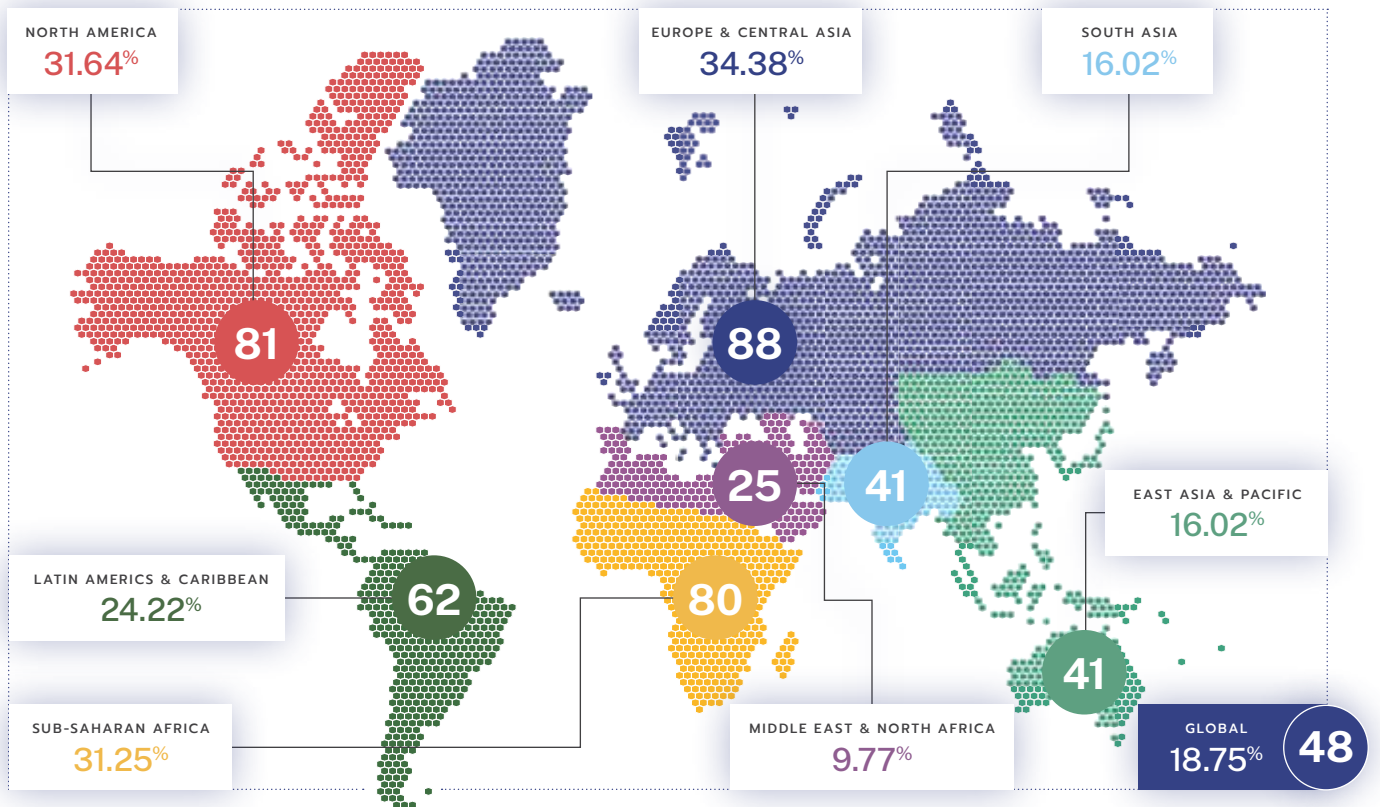 NORTH AMERICA
31.64%
EUROPE & CENTRAL ASIA
34.38%
SOUTH ASIA
16.02%
81
88
25
41
EAST ASIA & PACIFIC
16.02%
LATIN AMERICS & CARIBBEAN
24.22%
62
80
41
SUB-SAHARAN AFRICA
31.25%
MIDDLE EAST & NORTH AFRICA
9.77%
GLOBAL
18.75%
48